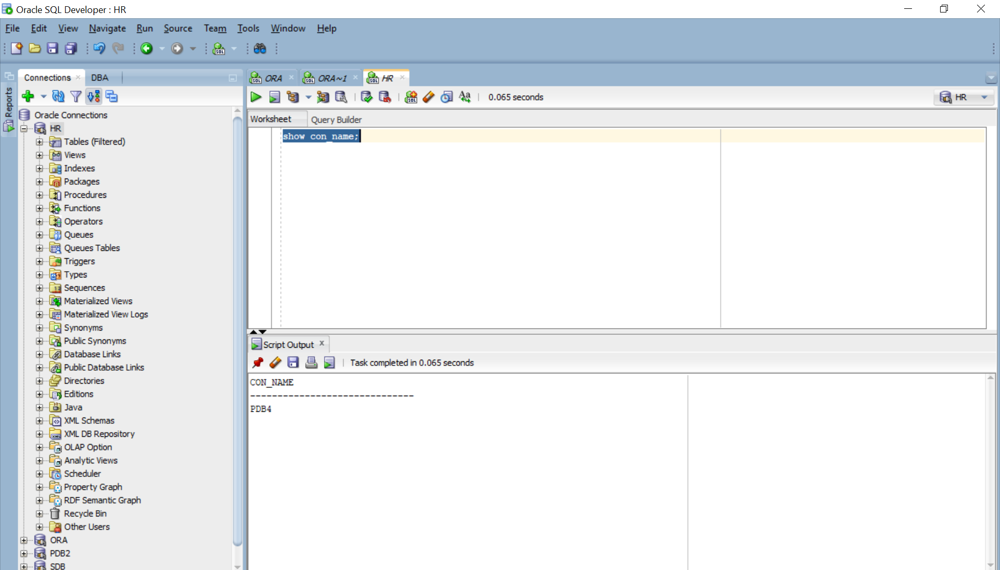 Oracle SQL Developer : HR
File Edit View Navigate Run Source Team Tools Window Help
Reports
Connections DBA
Oracle Connections
HR
Tables (Filtered)
Views
Indexes
Packages
Procedures
Functions
Operators
Queues
Queues Tables
Triggers
Types
Sequences
Materialized Views
Materialized View Logs
Synonyms
Public Synonyms
Database Links
Public Database Links
Directories
Editions
Java
XML Schemas
XML DB Repository
OLAP Option
Analytic Views
Scheduler
Property Graph
RDF Semantic Graph
Recycle Bin
Other Users
ORA
PDB2
SDB
ORA ORA~1 HR
0.065 seconds HR
Worksheet Query Builder
show con_name;
Script Output
Task completed in 0.065 seconds
CON_NAME
------------------------------
PDB4